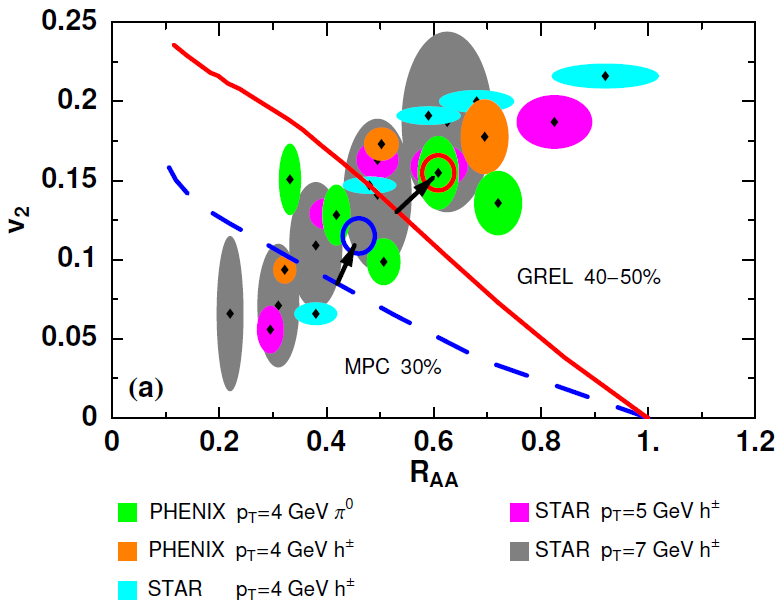 0.25
0.2
0.15
0.1
0.05
0
v2
GREL 40−50%
MPC 30%
(a)
0 0.2 0.4 0.6 0.8 1. 1.2
RAA
PHENIX pT=4 GeV π0
PHENIX pT=4 GeV h±
STAR pT=4 GeV h±
STAR pT=5 GeV h±
STAR pT=7 GeV h±